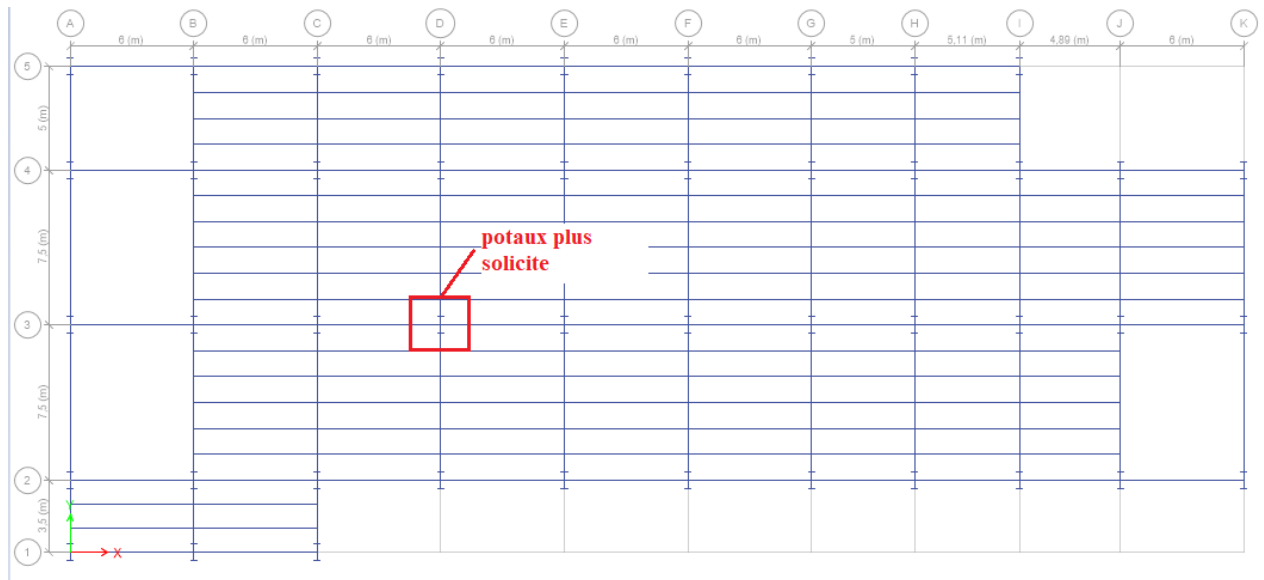 A B C D E F G H I J K
6 (m) 6 (m) 6 (m) 6 (m) 6 (m) 6 (m) 5 (m) 5,11 (m) 4,89 (m) 6 (m)
5
5 (m)
4
7,5 (m)
potaux plus
solicite
3
7,5 (m)
2
3,5 (m)
Y
X
1